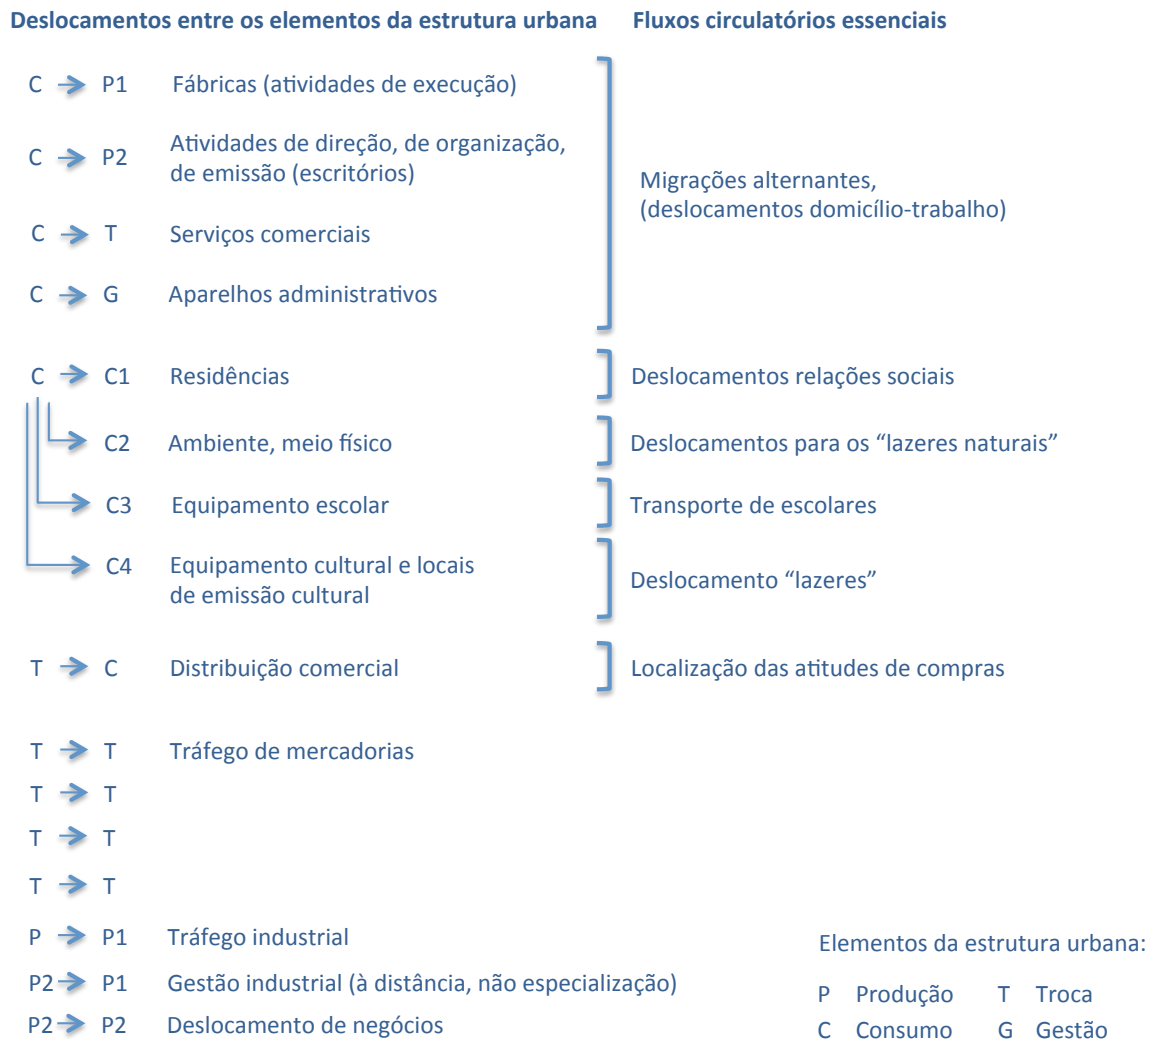 Deslocamentos entre os elementos da estrutura urbana Fluxos circulatórios essenciais
C → P1 Fábricas (atividades de execução)
C → P2 Atividades de direção, de organização,
de emissão (escritórios)
Migrações alternantes,
(deslocamentos domicílio-trabalho)
C → T Serviços comerciais
C → G Aparelhos administrativos
C → C1 Residências Deslocamentos relações sociais
C2 Ambiente, meio físico Deslocamentos para os “lazeres naturais”
C3 Equipamento escolar Transporte de escolares
C4 Equipamento cultural e locais
de emissão cultural
Deslocamento “lazeres”
T → C Distribuição comercial Localização das atitudes de compras
T → T Tráfego de mercadorias
T → T
T → T
T → T
P → P1 Tráfego industrial
P2 → P1 Gestão industrial (à distância, não especialização)
P2 → P2 Deslocamento de negócios
Elementos da estrutura urbana:
P Produção T Troca
C Consumo G Gestão